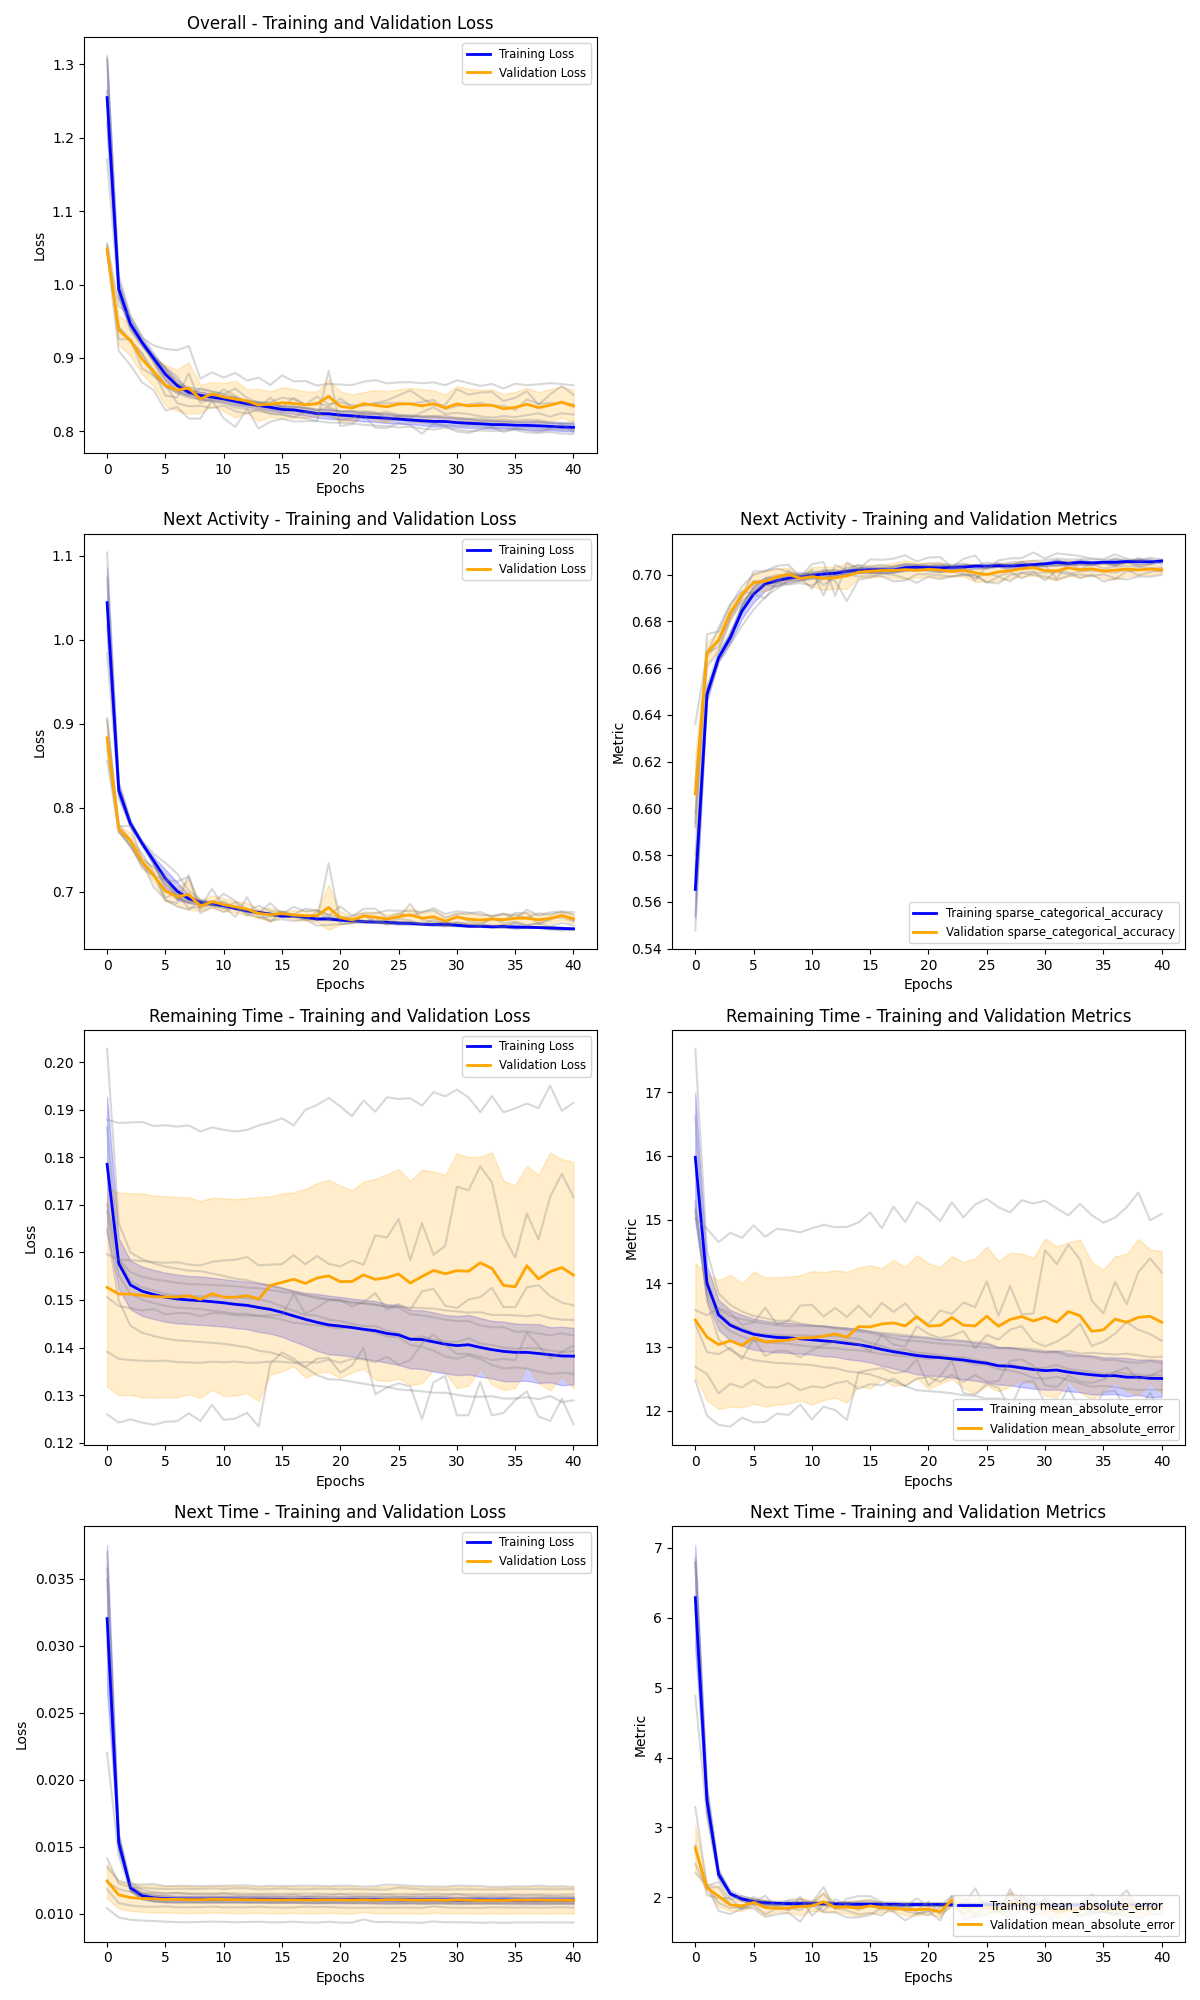 Overall - Training and Validation Loss
Training Loss
Validation Loss
1.3
1.2
1.1
1.0
0.9
0.8
Loss
0 5 10 15 20 25 30 35 40
Epochs
Next Activity - Training and Validation Loss
Training Loss
Validation Loss
1.1
1.0
0.9
0.8
0.7
Loss
0 5 10 15 20 25 30 35 40
Epochs
Next Activity - Training and Validation Metrics
0.70
0.68
0.66
0.64
0.62
0.60
0.58
0.56
0.54
Metric
Training sparse_categorical_accuracy
Validation sparse_categorical_accuracy
0 5 10 15 20 25 30 35 40
Epochs
Remaining Time - Training and Validation Loss
Training Loss
Validation Loss
0.20
0.19
0.18
0.17
0.16
0.15
0.14
0.13
0.12
Loss
0 5 10 15 20 25 30 35 40
Epochs
Remaining Time - Training and Validation Metrics
17
16
15
14
13
12
Metric
Training mean_absolute_error
Validation mean_absolute_error
0 5 10 15 20 25 30 35 40
Epochs
Next Time - Training and Validation Loss
Training Loss
Validation Loss
0.035
0.030
0.025
0.020
0.015
0.010
Loss
0 5 10 15 20 25 30 35 40
Epochs
Next Time - Training and Validation Metrics
7
6
5
4
3
2
Metric
Training mean_absolute_error
Validation mean_absolute_error
0 5 10 15 20 25 30 35 40
Epochs